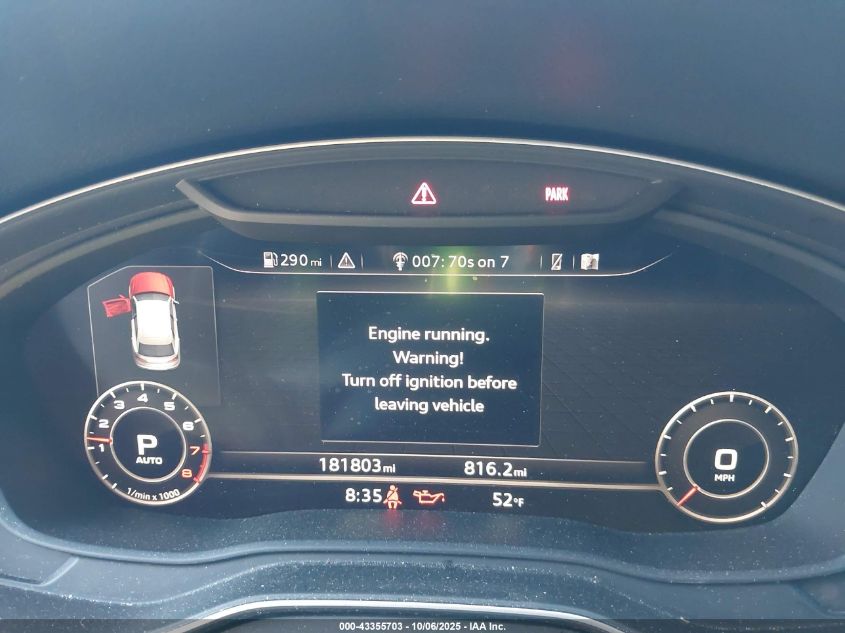 PARK
290 mi
007: 70s on 7
Engine running.
Warning!
Turn off ignition before
leaving vehicle
1 2 3 4 5 6 7 8
P
AUTO
1/min x 1000
0
MPH
181803 mi
816.2 mi
8:35
52°F
000-43355703 - 10/06/2025 - IAA Inc.